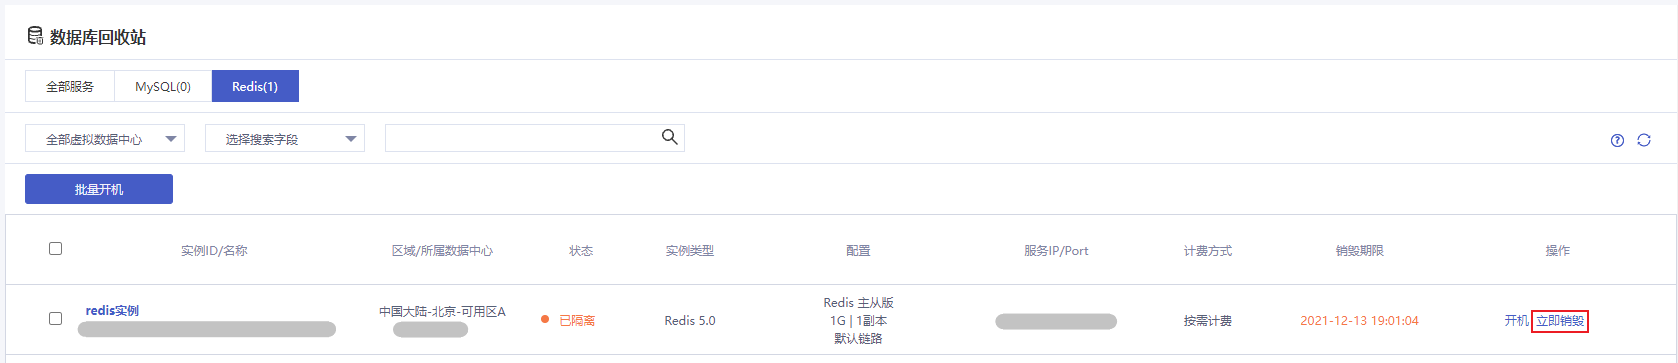 数据库回收站
全部服务 MySQL(0) Redis(1)
全部虚拟数据中心 选择搜索字段
批量开机
实例ID/名称 区域/所属数据中心 状态 实例类型 配置 服务IP/Port 计费方式 销毁期限 操作
redis实例 中国大陆-北京-可用区A 已隔离 Redis 5.0 Redis 主从版 按需计费 2021-12-13 19:01:04 开机 立即销毁
1G | 1副本
默认链路